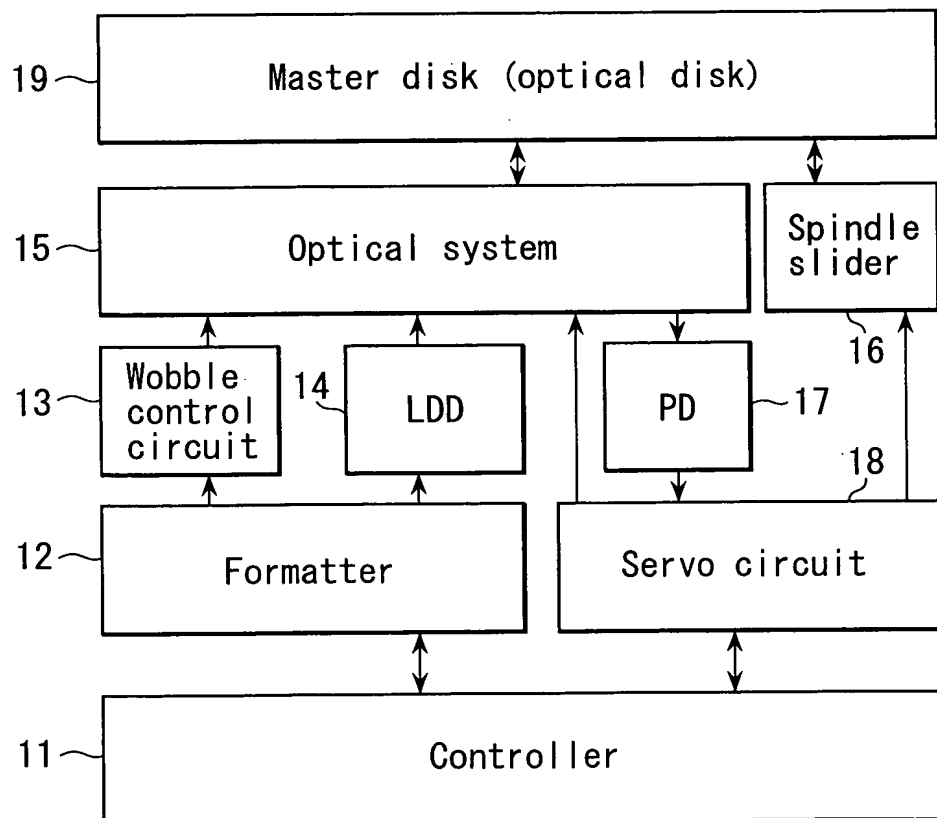 19
Master disk (optical disk)
15
Optical system
Spindle
slider
16
13
Wobble
control
circuit
14
LDD
PD
17
18
12
Formatter
Servo circuit
11
Controller